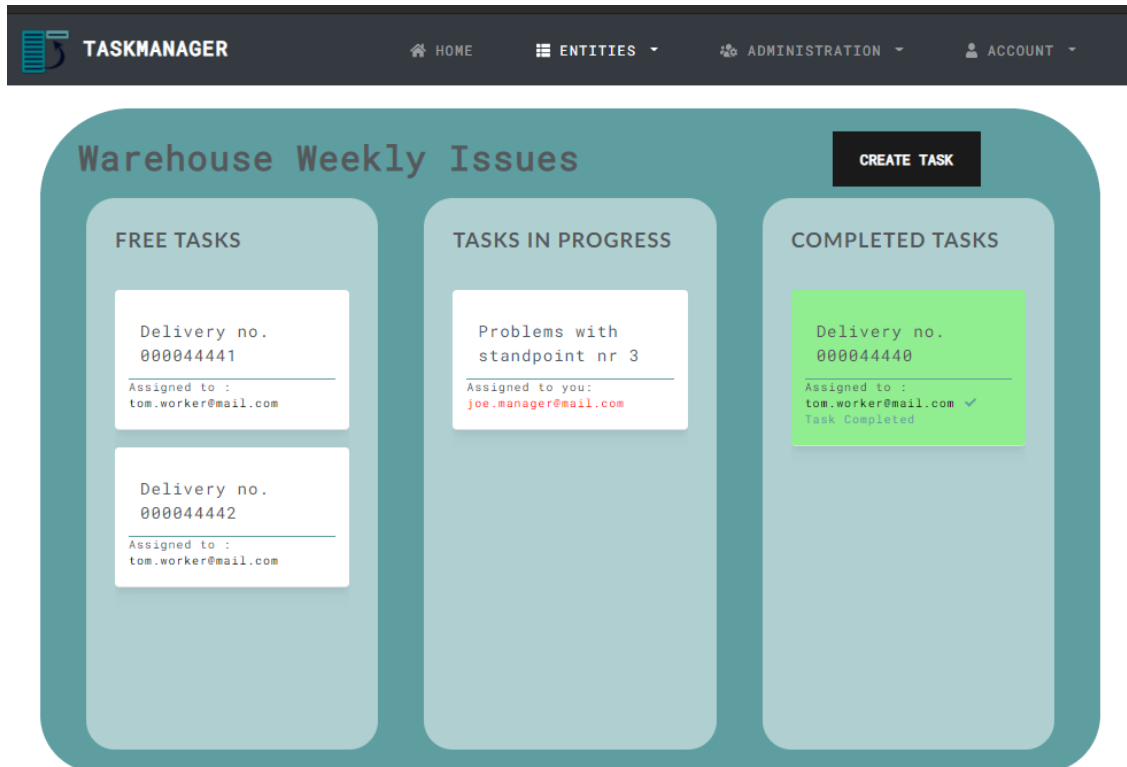 TASKMANAGER
HOME
ENTITIES
ADMINISTRATION
ACCOUNT
Warehouse Weekly Issues
CREATE TASK
FREE TASKS
Delivery no.
000044441
Assigned to :
tom.worker@mail.com
Delivery no.
000044442
Assigned to :
tom.worker@mail.com
TASKS IN PROGRESS
Problems with
standpoint nr 3
Assigned to you:
joe.manager@mail.com
COMPLETED TASKS
Delivery no.
000044440
Assigned to :
tom.worker@mail.com
Task Completed